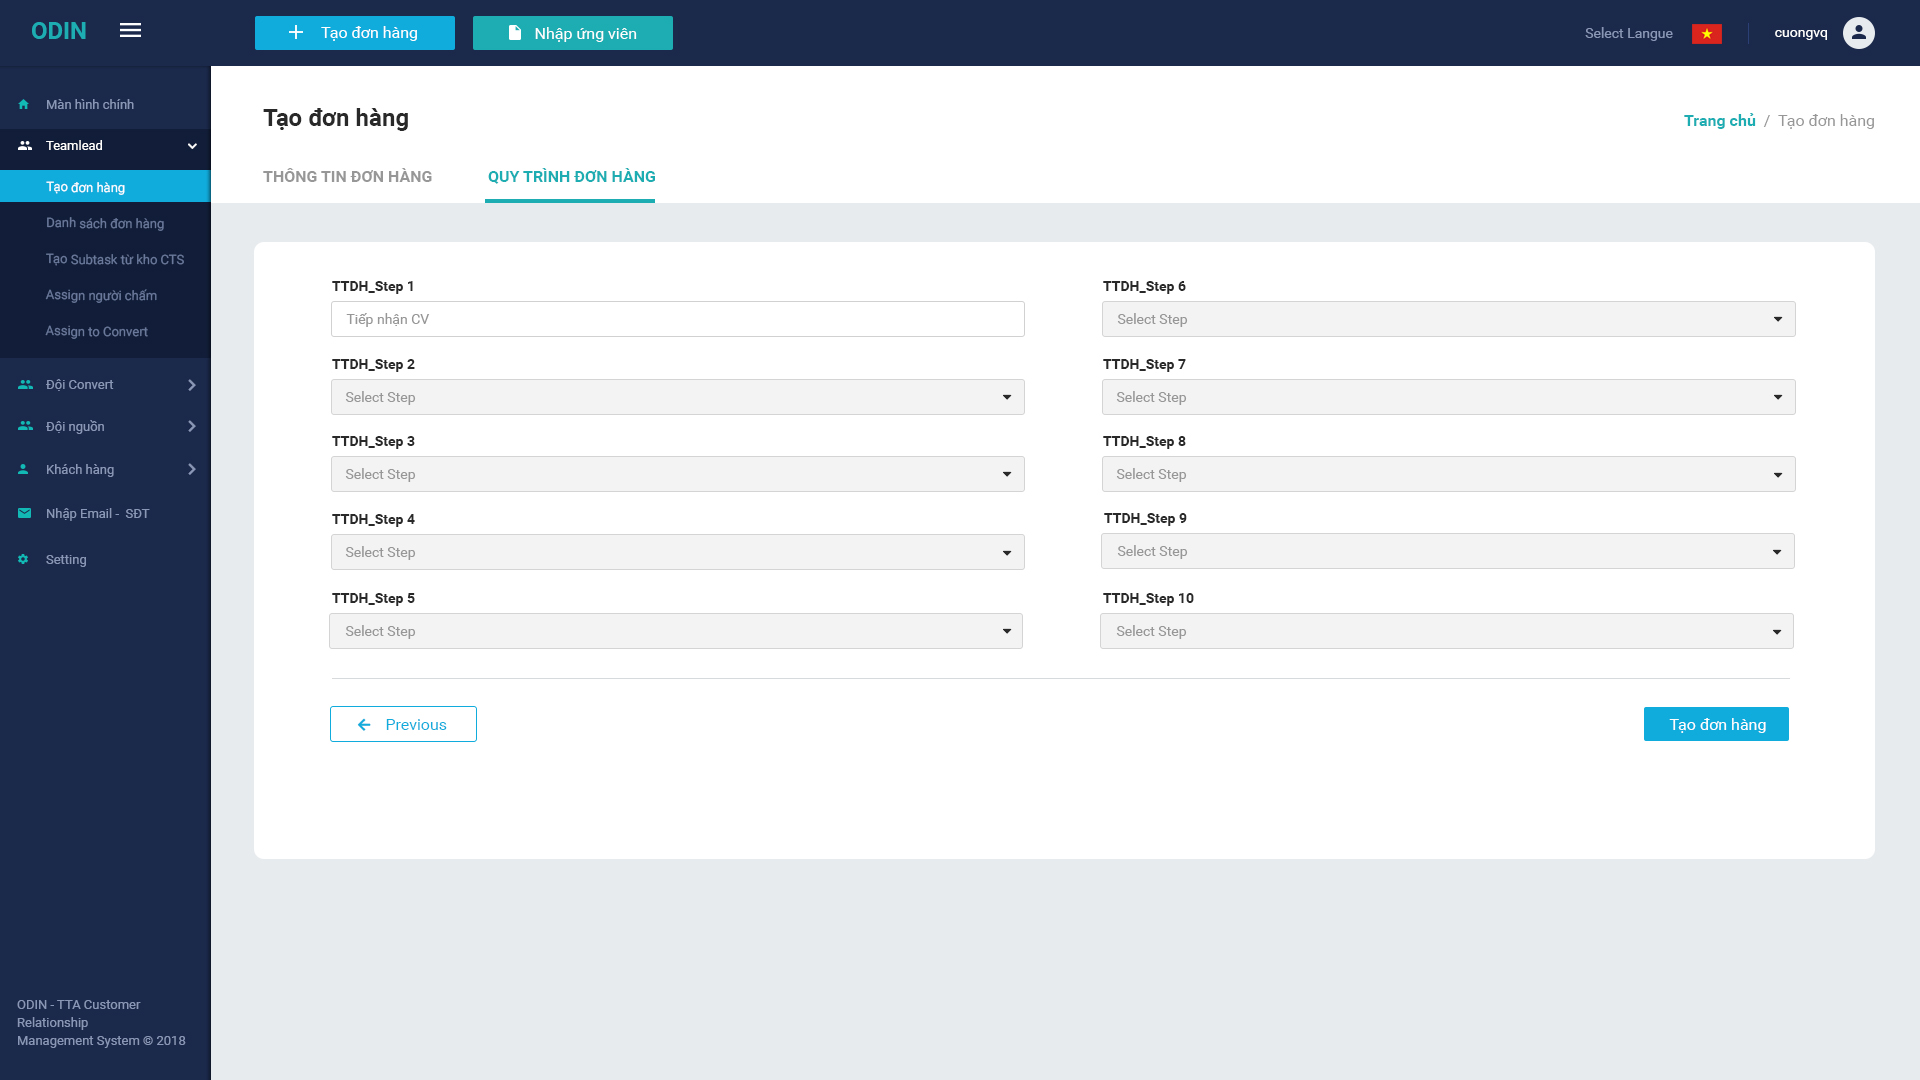 ODIN
Tạo đơn hàng
Nhập ứng viên
Select Langue
cuongvq
Màn hình chính
Teamlead
Tạo đơn hàng
Danh sách đơn hàng
Tạo Subtask từ kho CTS
Assign người chấm
Assign to Convert
Đội Convert
Đội nguồn
Khách hàng
Nhập Email - SĐT
Setting
ODIN - TTA Customer
Relationship
Management System © 2018
Tạo đơn hàng
Trang chủ / Tạo đơn hàng
THÔNG TIN ĐƠN HÀNG
QUY TRÌNH ĐƠN HÀNG
TTDH_Step 1
Tiếp nhận CV
TTDH_Step 2
Select Step
TTDH_Step 3
Select Step
TTDH_Step 4
Select Step
TTDH_Step 5
Select Step
TTDH_Step 6
Select Step
TTDH_Step 7
Select Step
TTDH_Step 8
Select Step
TTDH_Step 9
Select Step
TTDH_Step 10
Select Step
Previous
Tạo đơn hàng